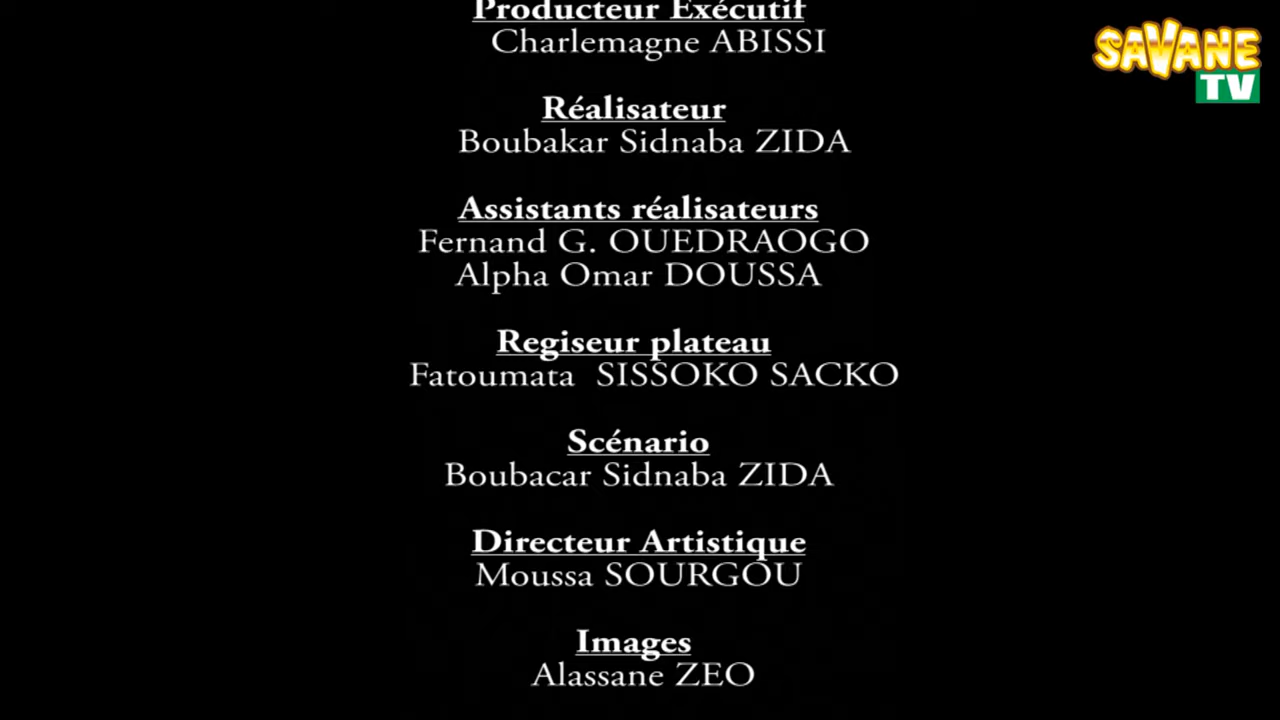 Producteur Exécutif
Charlemagne ABISSI
SAVANE
TV
Réalisateur
Boubakar Sidnaba ZIDA
Assistants réalisateurs
Fernand G. OUEDRAOGO
Alpha Omar DOUSSA
Regiseur plateau
Fatoumata SISSOKO SACKO
Scénario
Boubacar Sidnaba ZIDA
Directeur Artistique
Moussa SOURGOU
Images
Alassane ZEO